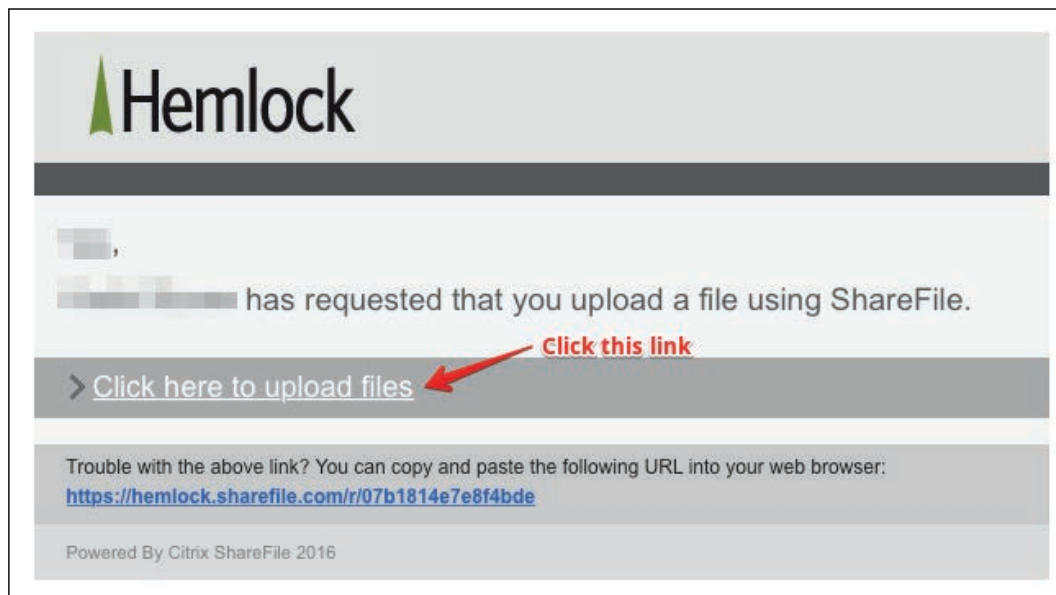 Hemlock
,
has requested that you upload a file using ShareFile.
Click this link
Click here to upload files
Trouble with the above link? You can copy and paste the following URL into your web browser:
https://hemlock.sharefile.com/r/07b1814e7e8f4bde
Powered By Citrix ShareFile 2016